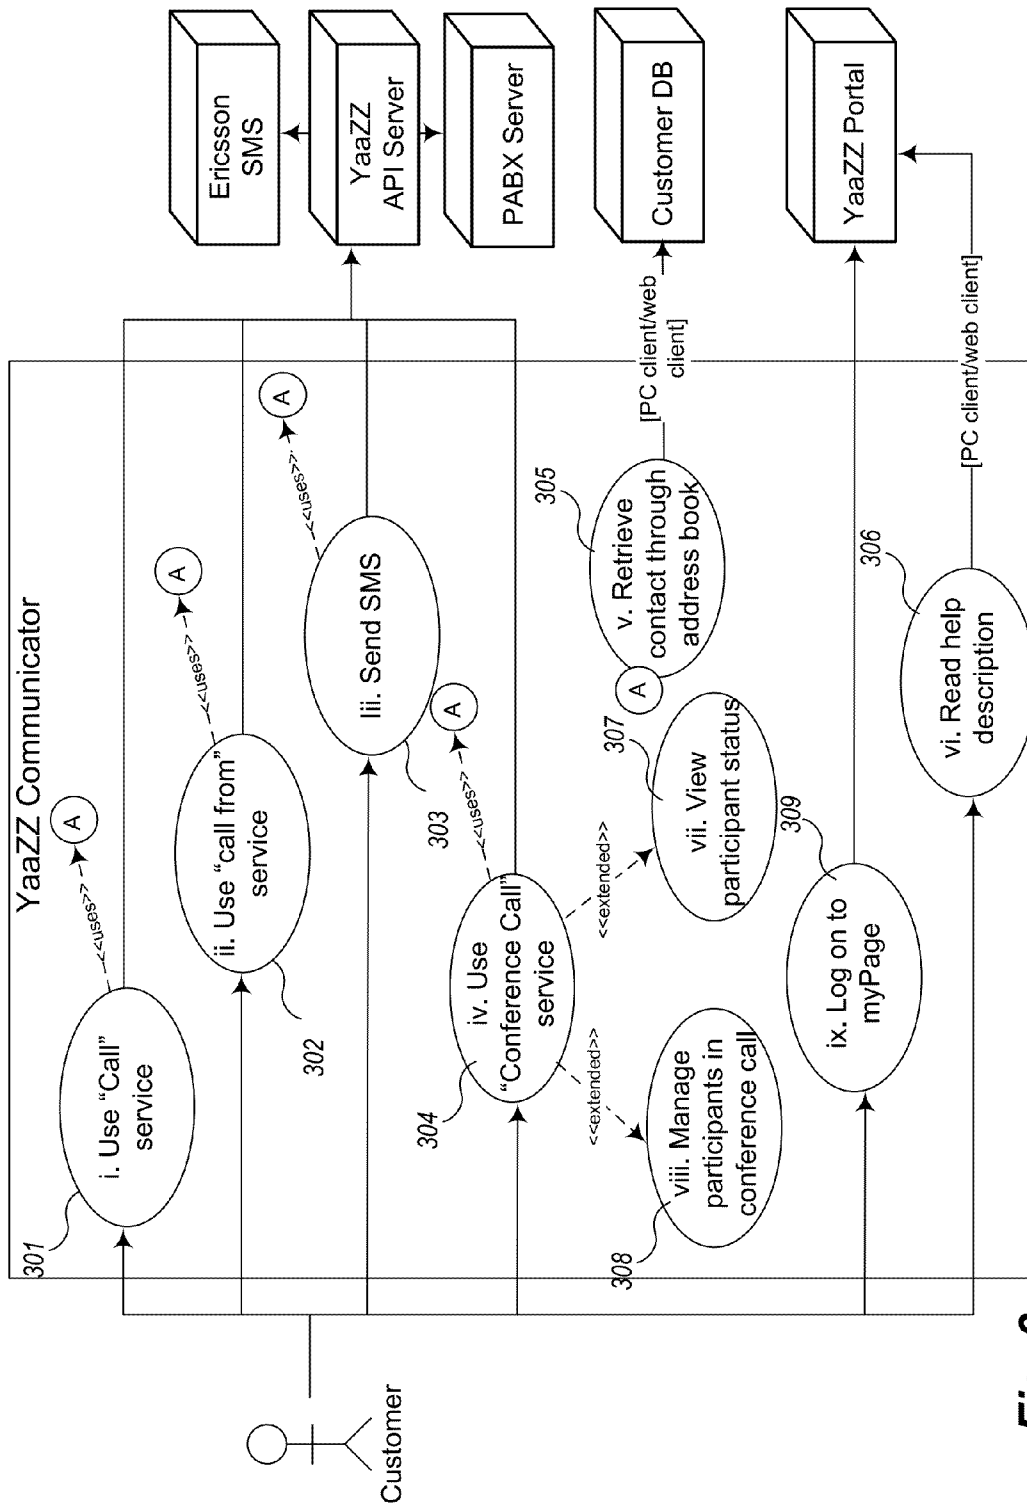 YaaZZ Communicator
Ericsson
SMS
YaaZZ
API Server
PABX Server
Customer DB
YaaZZ Portal
Customer
301
i. Use “Call”
service
<<uses>>
A
302
ii. Use “call from”
service
<<uses>>
A
303
Iii. Send SMS
<<uses>>
A
304
iv. Use
“Conference Call”
service
<<uses>>
A
<<extended>>
<<extended>>
305
v. Retrieve
contact through
address book
A
[PC client/web
client]
307
vii. View
participant status
308
viii. Manage
participants in
conference call
309
ix. Log on to
myPage
306
vi. Read help
description
[PC client/web client]